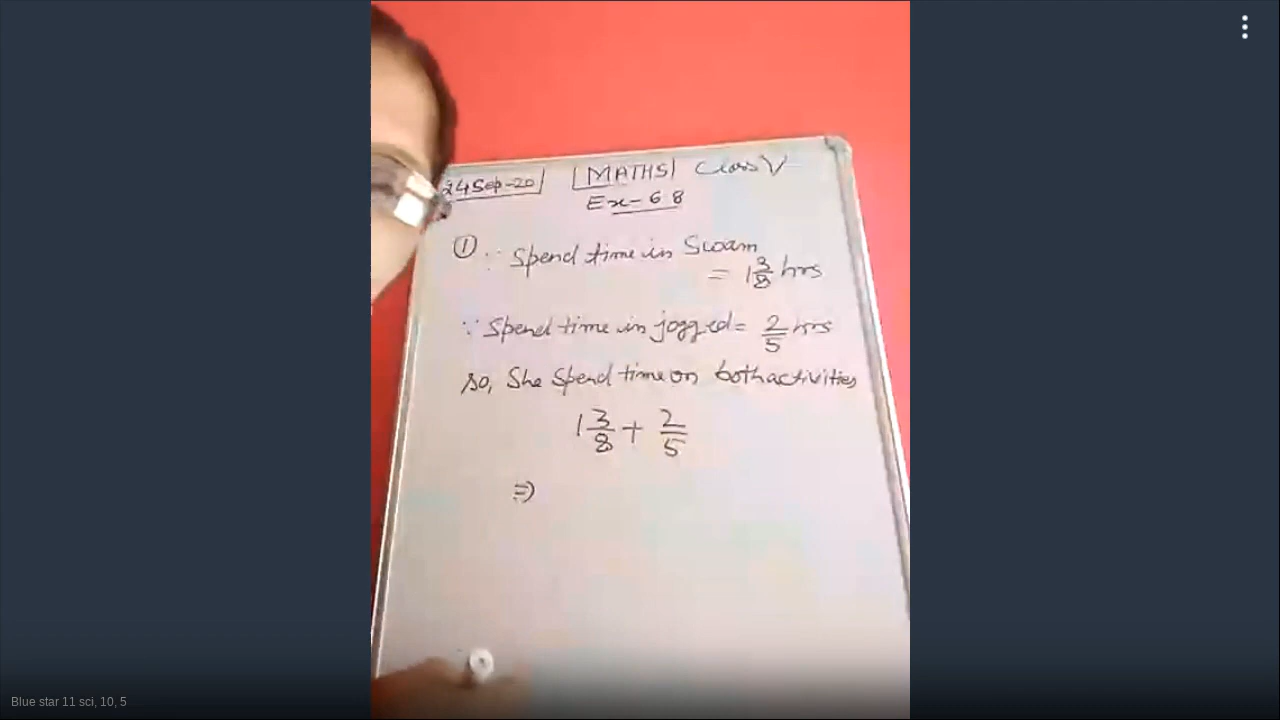 24 Sep-20 MATHS Class V
Ex- 6 8
① ∵ Spend time in Swam
= 1 3/8 hrs
∵ Spend time in jogged = 2/5 hrs
so, She Spend time on both activities
1 3/8 + 2/5
⇒
Blue star 11 sci, 10, 5